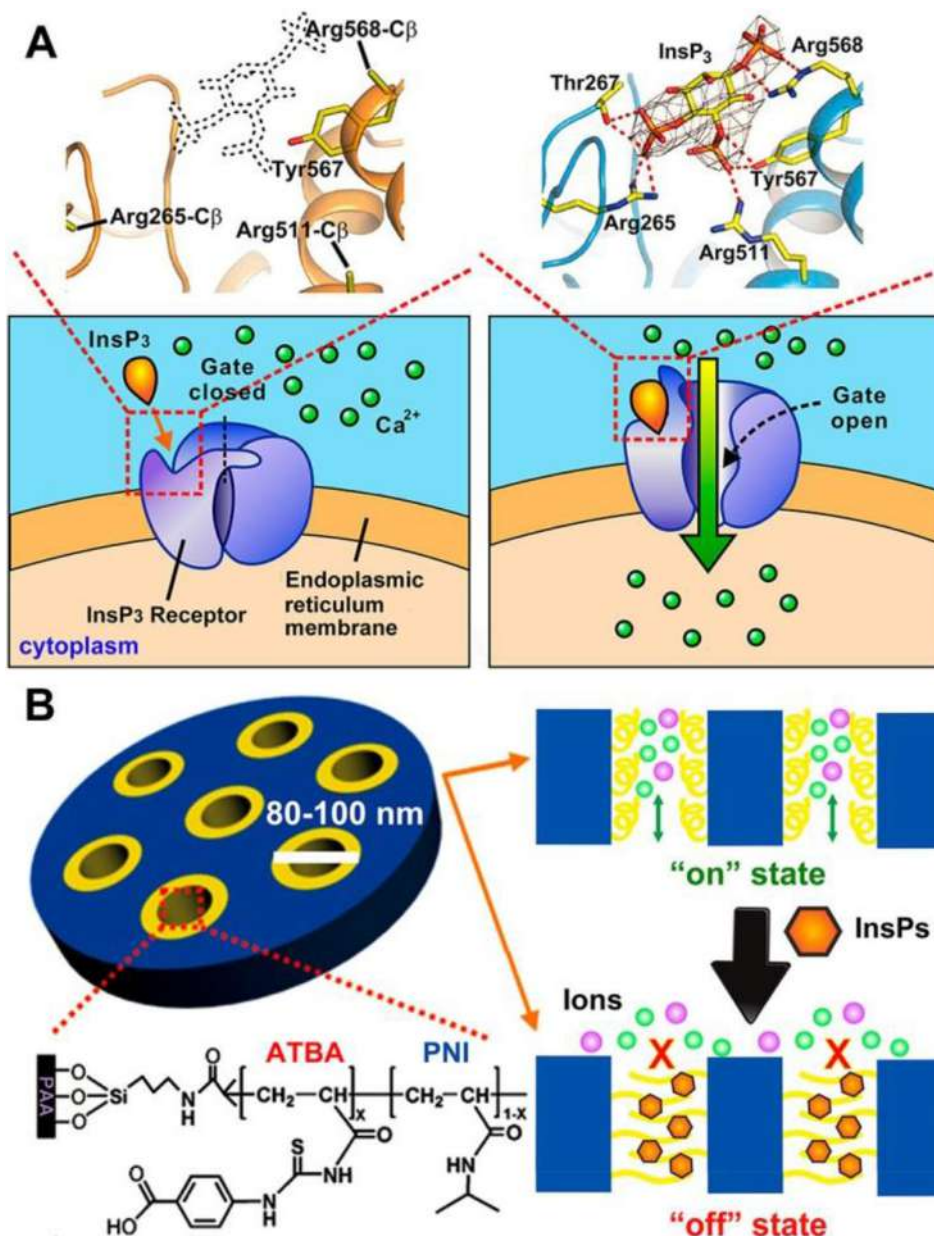 A
Arg568-Cβ
Tyr567
Arg265-Cβ
Arg511-Cβ
InsP₃
Arg568
Thr267
Tyr567
Arg265
Arg511
InsP₃
Gate
closed
Ca²⁺
InsP₃ Receptor
Endoplasmic
reticulum
membrane
cytoplasm
Gate
open
B
80-100 nm
"on" state
InsPs
Ions
X
X
"off" state
ATBA
PNI
PAA
O
O
O
Si
N
H
O
CH₂
CH
X
O
NH
S
N
H
HO
O
CH₂
CH
1-X
O
HN